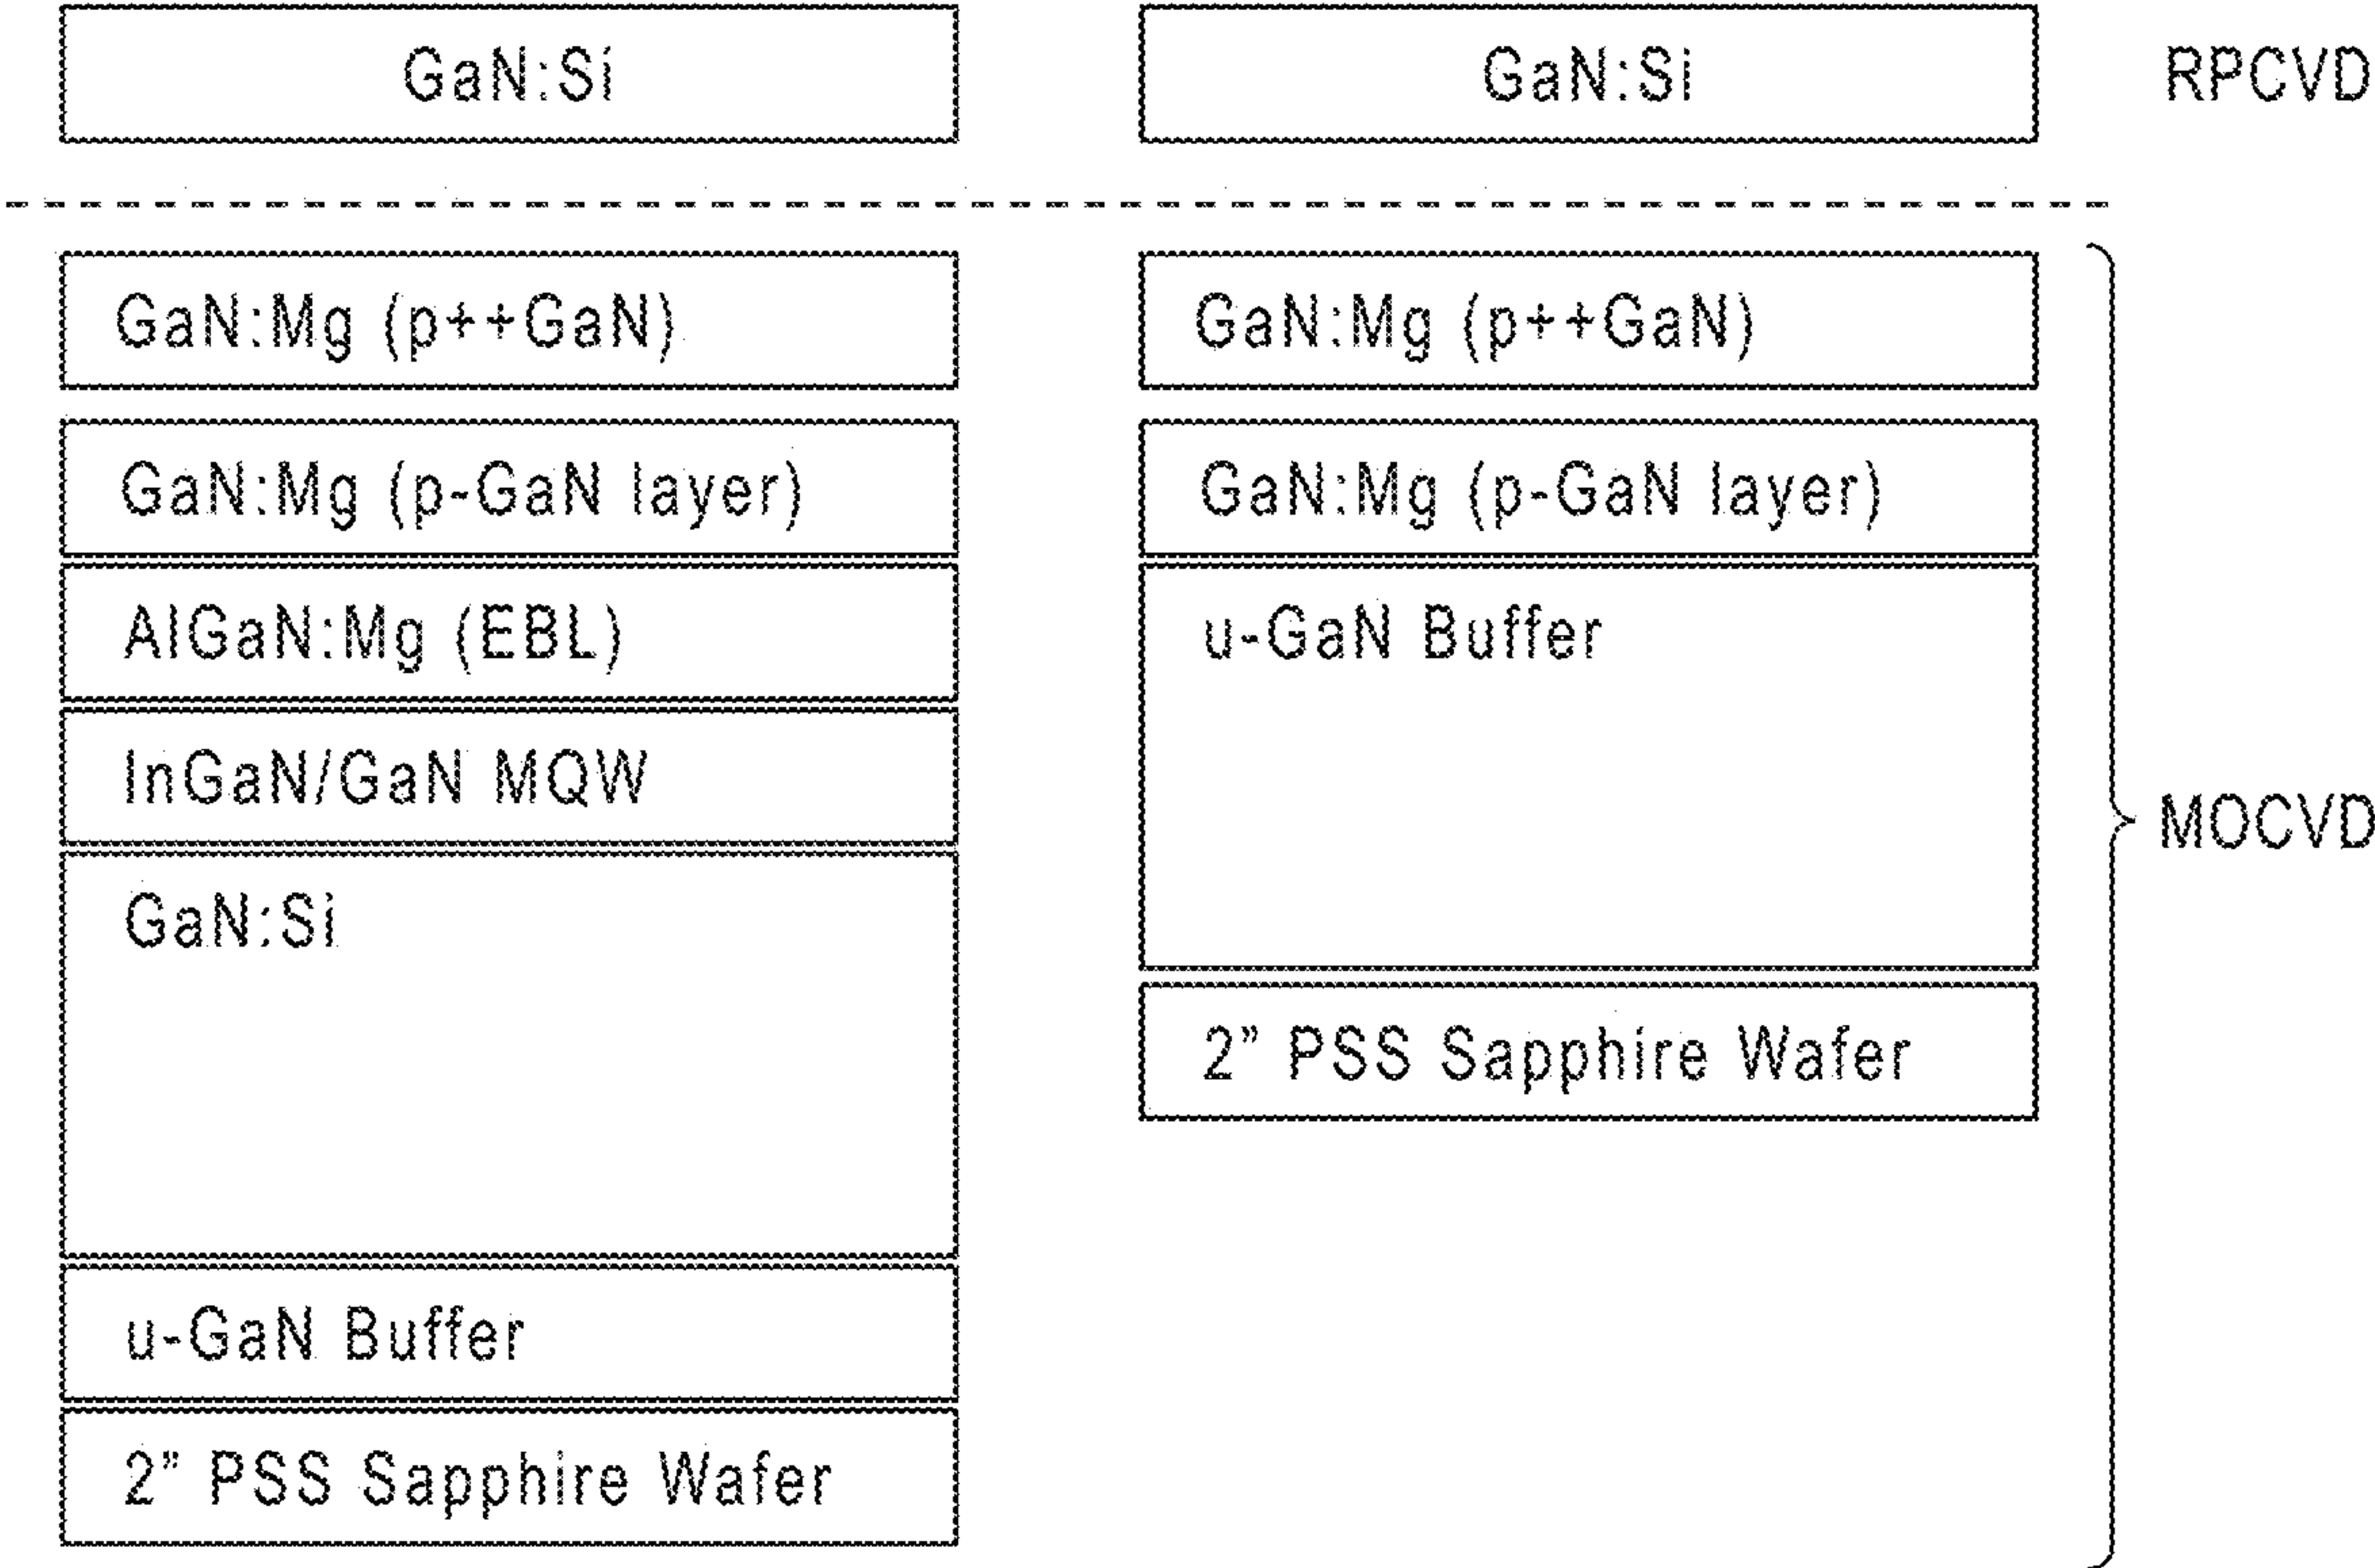 GaN:Si
GaN:Si
RPCVD
GaN:Mg (p++GaN)
GaN:Mg (p-GaN layer)
AlGaN:Mg (EBL)
InGaN/GaN MQW
GaN:Si
u-GaN Buffer
2" PSS Sapphire Wafer
GaN:Mg (p++GaN)
GaN:Mg (p-GaN layer)
u-GaN Buffer
2" PSS Sapphire Wafer
MOCVD